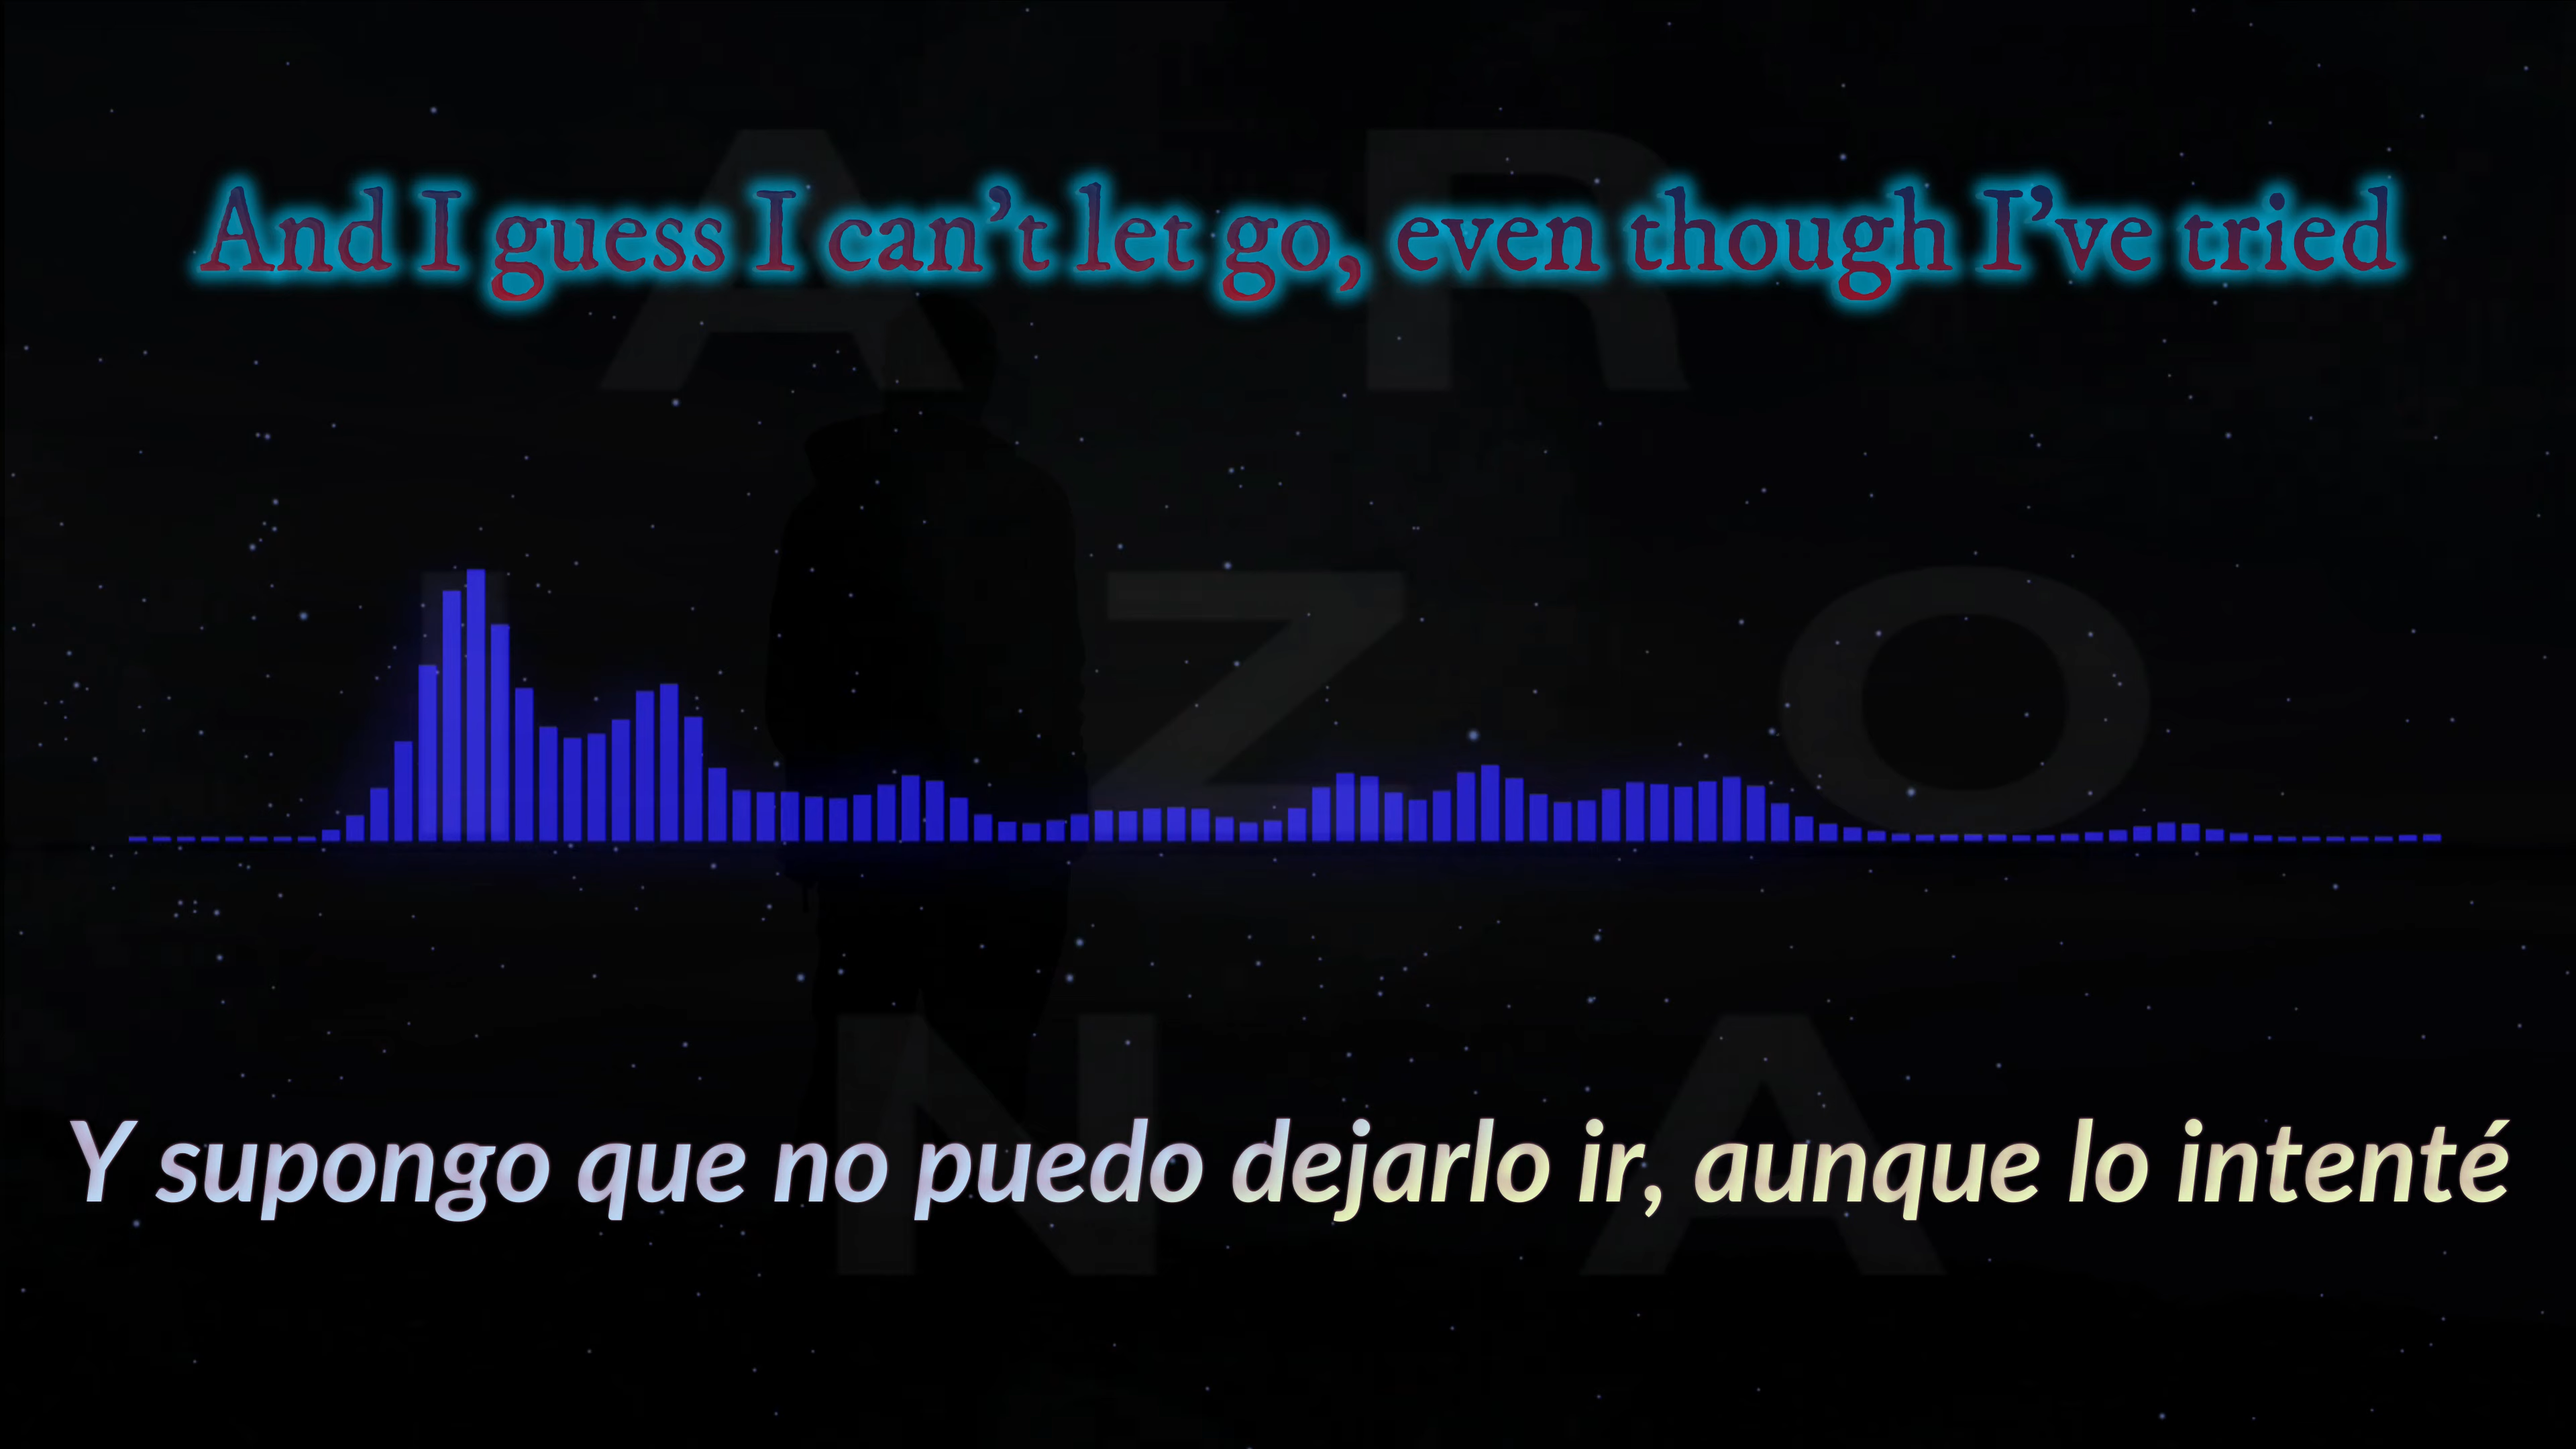 A R
And I guess I can't let go, even though I've tried
I Z O
Y supongo que no puedo dejarlo ir, aunque lo intenté
N A